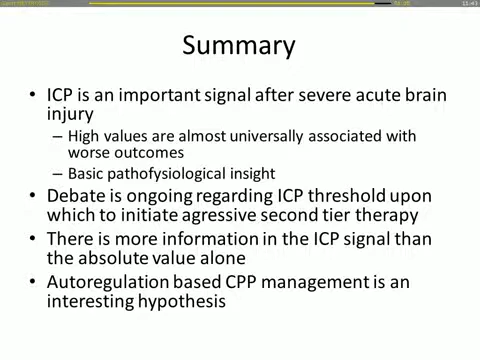 Summary
• ICP is an important signal after severe acute brain
injury
– High values are almost universally associated with
worse outcomes
– Basic pathofysiological insight
• Debate is ongoing regarding ICP threshold upon
which to initiate agressive second tier therapy
• There is more information in the ICP signal than
the absolute value alone
• Autoregulation based CPP management is an
interesting hypothesis